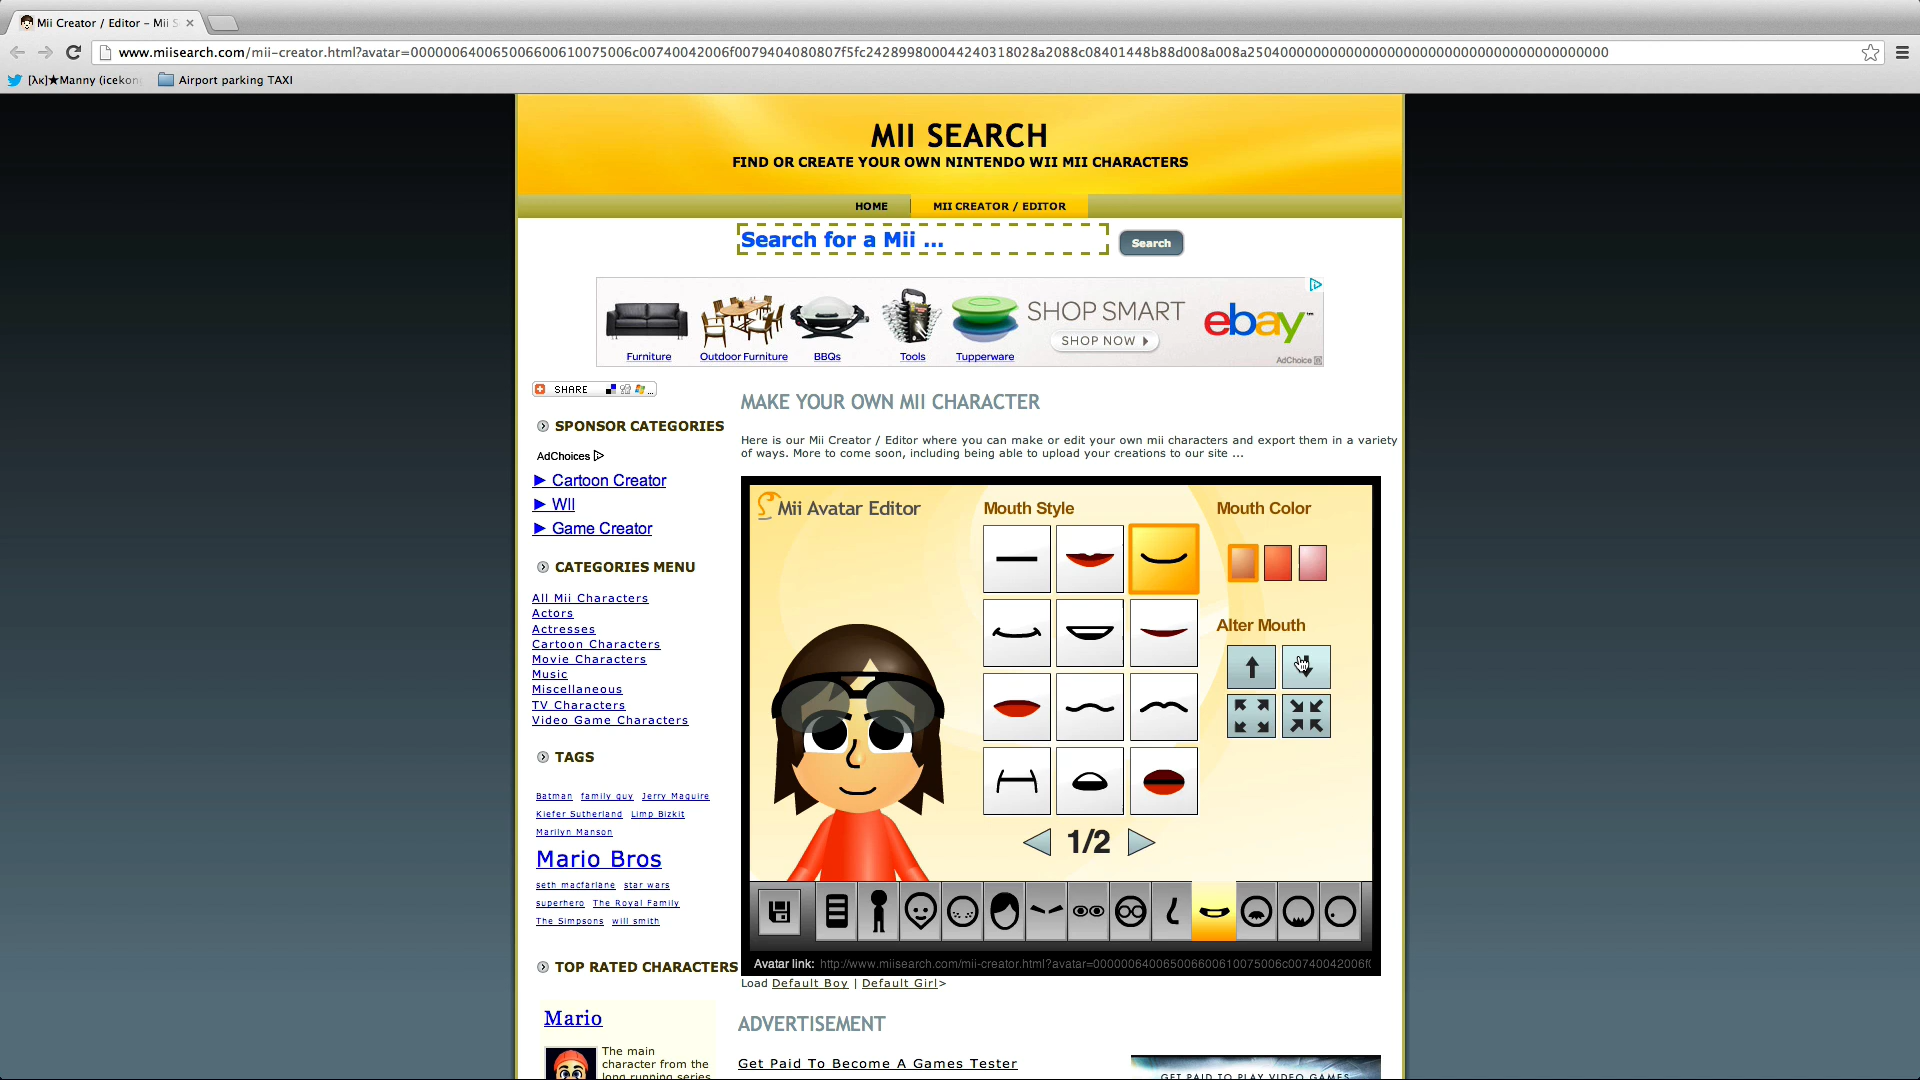 Mii Creator / Editor – Mii S
www.miisearch.com/mii-creator.html?avatar=
[λκ]★Manny (icekon
Airport parking TAXI
MII SEARCH
FIND OR CREATE YOUR OWN NINTENDO WII MII CHARACTERS
HOME
MII CREATOR / EDITOR
Search for a Mii ...
Search
Furniture
Outdoor Furniture
BBQs
Tools
Tupperware
SHOP SMART
SHOP NOW
ebay™
AdChoice
SHARE
SPONSOR CATEGORIES
AdChoices
► Cartoon Creator
► WII
► Game Creator
CATEGORIES MENU
All Mii Characters
Actors
Actresses
Cartoon Characters
Movie Characters
Music
Miscellaneous
TV Characters
Video Game Characters
TAGS
Batman family guy Jerry Maguire
Kiefer Sutherland Limp Bizkit
Marilyn Manson
Mario Bros
seth macfarlane star wars
superhero The Royal Family
The Simpsons will smith
TOP RATED CHARACTERS
Mario
The main
character from the
long running series
MAKE YOUR OWN MII CHARACTER
Here is our Mii Creator / Editor where you can make or edit your own mii characters and export them in a variety
of ways. More to come soon, including being able to upload your creations to our site ...
Mii Avatar Editor
Mouth Style
Mouth Color
Alter Mouth
1/2
Avatar link: http://www.miisearch.com/mii-creator.html?avatar=000000640065006600610075006c00740042006f0
Load Default Boy | Default Girl>
ADVERTISEMENT
Get Paid To Become A Games Tester
GET PAID TO PLAY VIDEO GAMES